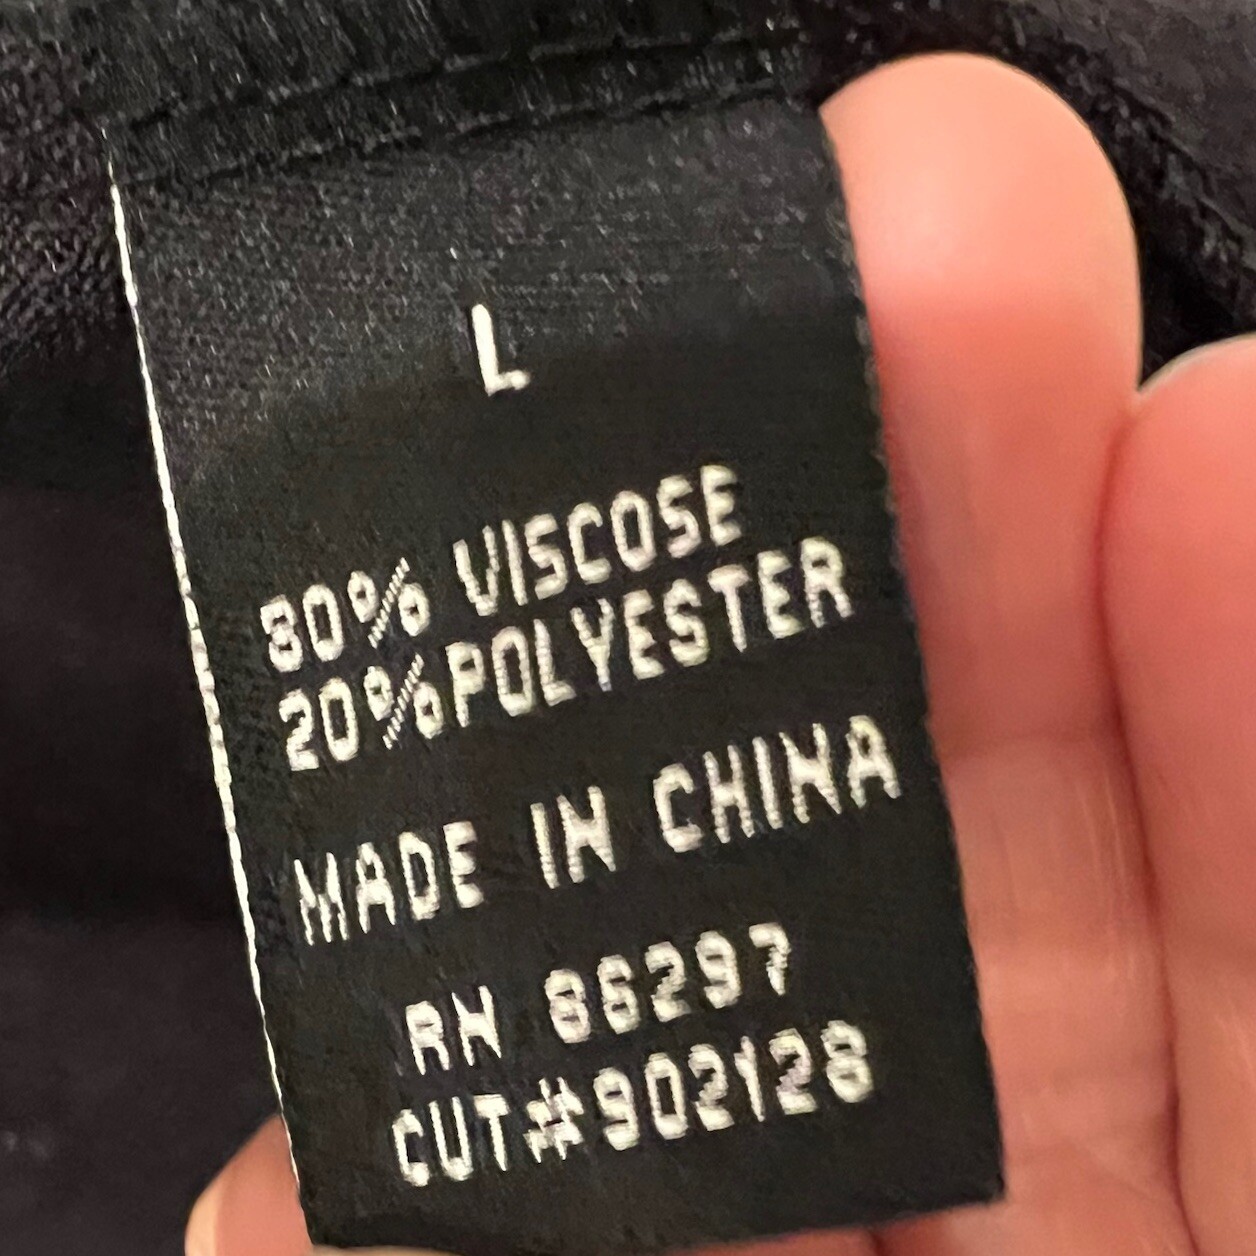 L
80% VISCOSE
20%POLYESTER
MADE IN CHINA
RN 86297
CUT#902128